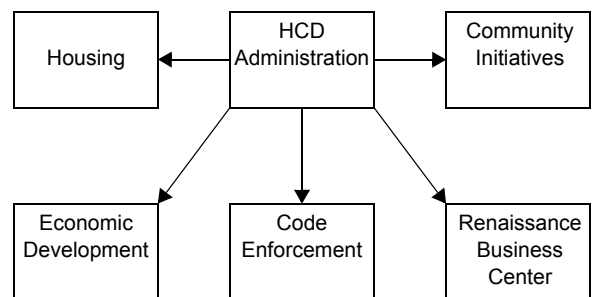 Housing
HCD
Administration
Community
Initiatives
Economic
Development
Code
Enforcement
Renaissance
Business
Center